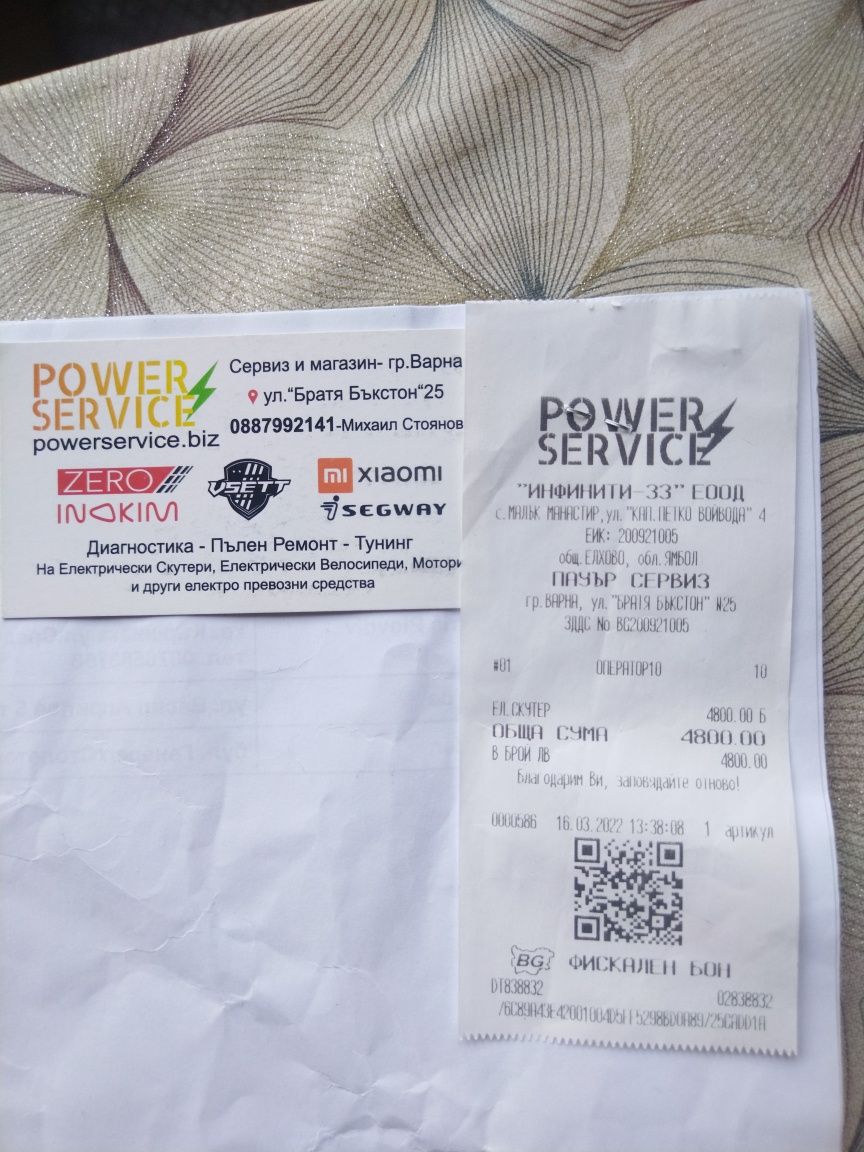 POWER
SERVICE
powerservice.biz
Сервиз и магазин- гр.Варна
ул.“Братя Бъкстон“25
0887992141-Михаил Стоянов
ZERO
INOKIM
VSETT
mi xiaomi
SEGWAY
Диагностика - Пълен Ремонт - Тунинг
На Електрически Скутери, Електрически Велосипеди, Мотори
и други електро превозни средства
POWER
SERVICE
"ИНФИНИТИ-33" ЕООД
с.МАЛЪК МАНАСТИР,ул. "КАП.ПЕТКО ВОЙВОДА" 4
ЕИК: 200921005
общ.ЕЛХОВО, обл.ЯМБОЛ
ПАУЪР СЕРВИЗ
гр.ВАРНА, ул. "БРАТЯ БЪКСТОН" №25
ЗДДС No BG200921005
#01 ОПЕРАТОР10 10
ЕЛ.СКУТЕР 4800.00 Б
ОБЩА СУМА 4800.00
В БРОЙ ЛВ 4800.00
Благодарим Ви, заповядайте отново!
0000586 16.03.2022 13:38:08 1 артикул
BG ФИСКАЛЕН БОН
DT838832 02838832